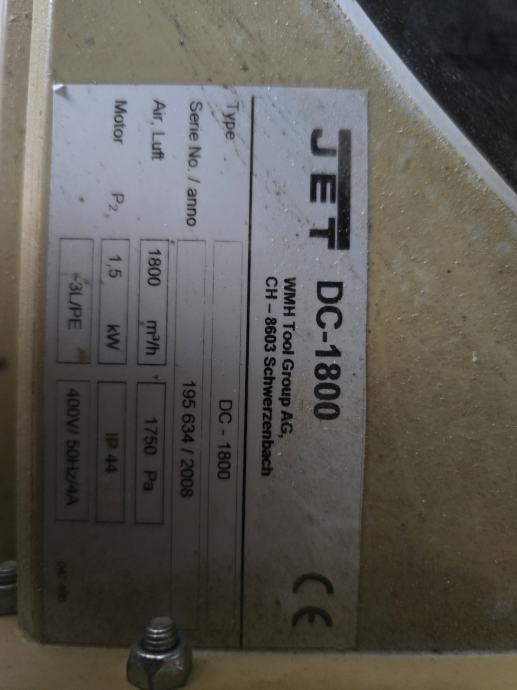 JET DC-1800
WMH Tool Group AG,
CH – 8603 Schwerzenbach
CE
Type DC - 1800
Serie No. / anno 195 634 / 2008
Air, Luft 1800 m³/h, 1750 Pa
Motor P2 1,5 kW IP 44
~3L/PE 400V/ 50Hz/4A